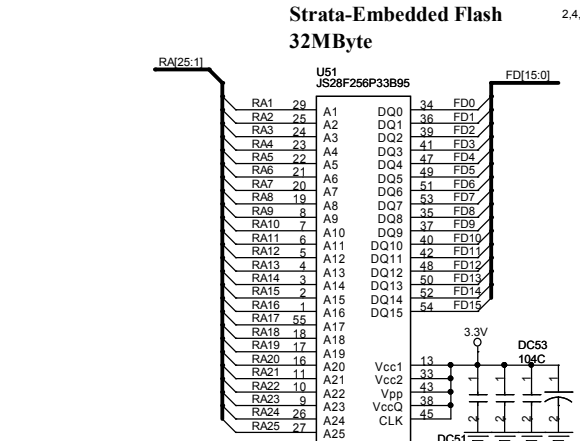 Strata-Embedded Flash
2,4,
32MByte
RA[25:1]
U51
FD[15:0]
JS28F256P33B95
RA1 29 A1 DQ0 34 FD0
RA2 25 A2 DQ1 36 FD1
RA3 24 A3 DQ2 39 FD2
RA4 23 A4 DQ3 41 FD3
RA5 22 A5 DQ4 47 FD4
RA6 21 A6 DQ5 49 FD5
RA7 20 A7 DQ6 51 FD6
RA8 19 A8 DQ7 53 FD7
RA9 8 A9 DQ8 35 FD8
RA10 7 A10 DQ9 37 FD9
RA11 6 A11 DQ10 40 FD10
RA12 5 A12 DQ11 42 FD11
RA13 4 A13 DQ12 48 FD12
RA14 3 A14 DQ13 50 FD13
RA15 2 A15 DQ14 52 FD14
RA16 1 A16 DQ15 54 FD15
RA17 55 A17
RA18 18 A18 3.3V
RA19 17 A19 DC53
RA20 16 A20 Vcc1 13 104C
RA21 11 A21 Vcc2 33 1 1 1 1
RA22 10 A22 Vpp 43
RA23 9 A23 VccQ 38
RA24 26 A24 CLK 45 2 2 2 2
RA25 27 A25 DC51